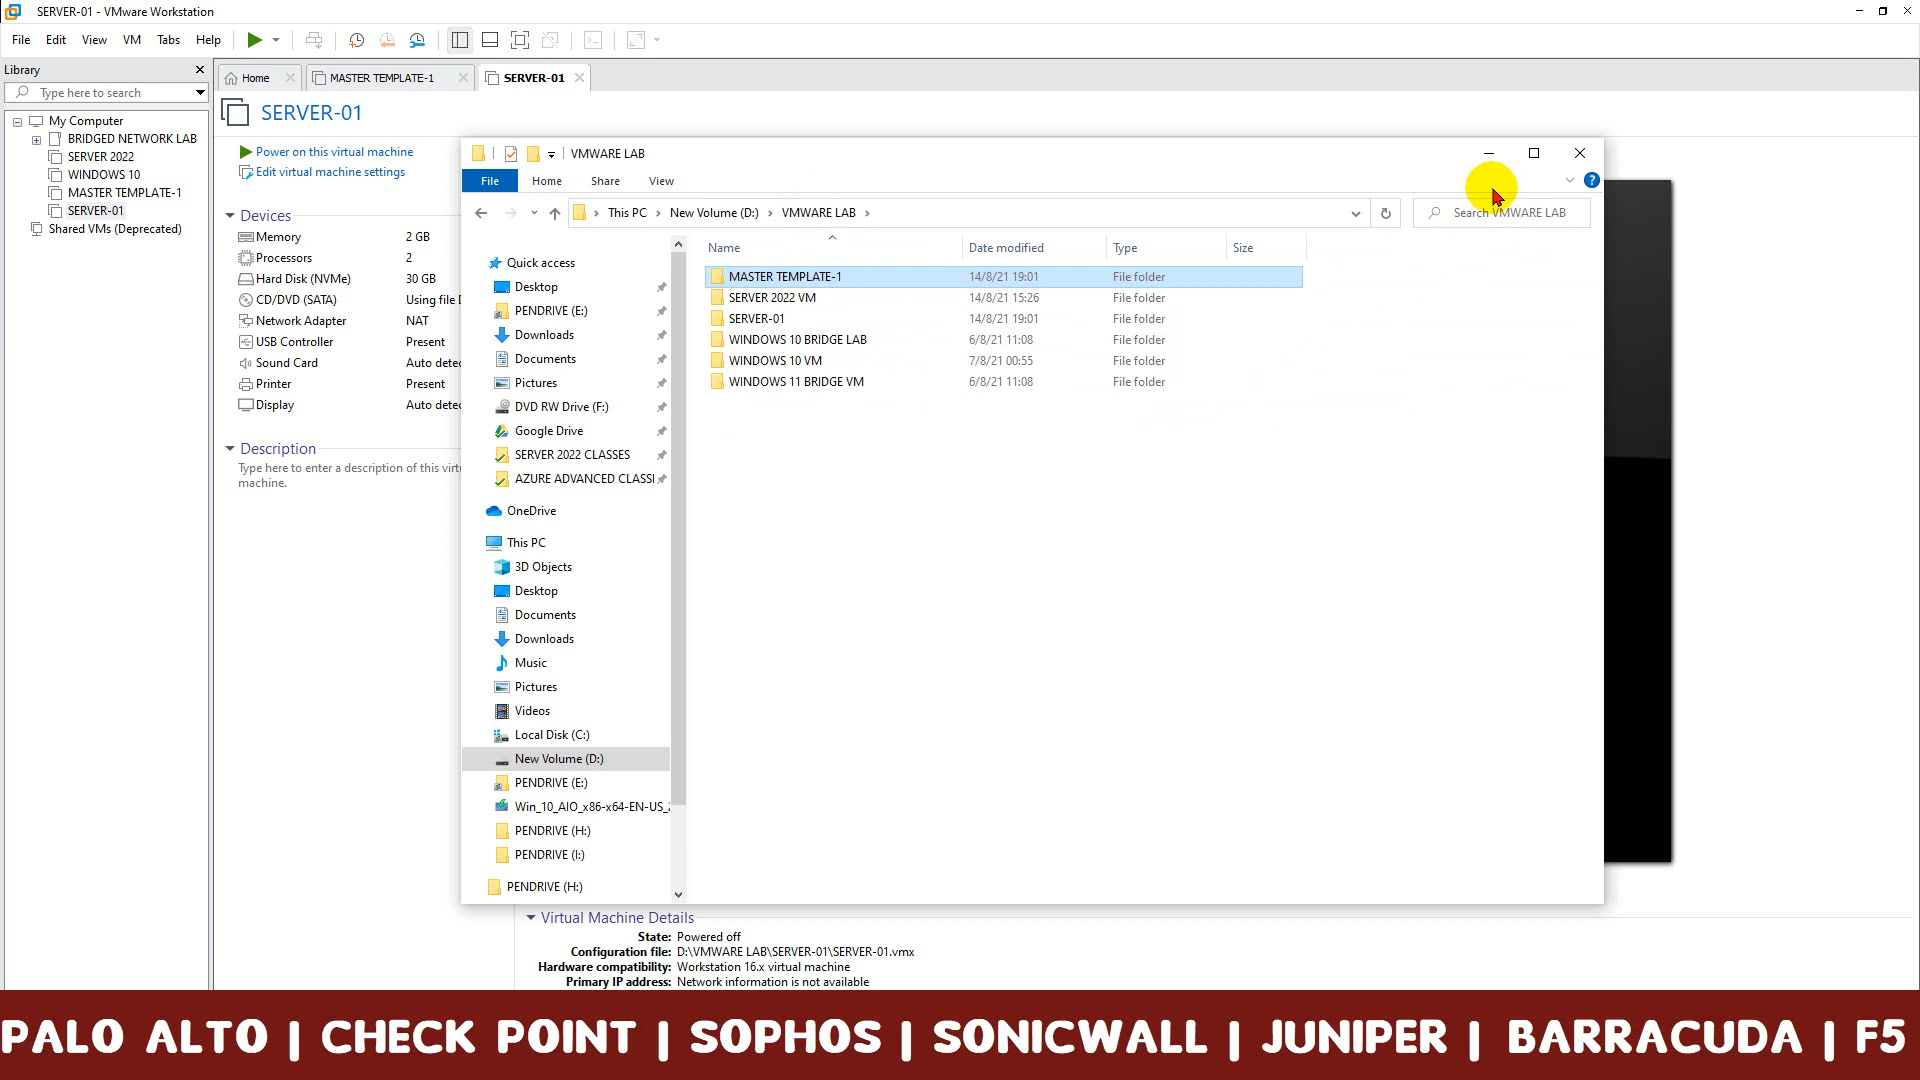 SERVER-01 - VMware Workstation
File Edit View VM Tabs Help
Library
Type here to search
My Computer
BRIDGED NETWORK LAB
SERVER 2022
WINDOWS 10
MASTER TEMPLATE-1
SERVER-01
Shared VMs (Deprecated)
Home MASTER TEMPLATE-1 SERVER-01
SERVER-01
Power on this virtual machine
Edit virtual machine settings
Devices
Memory 2 GB
Processors 2
Hard Disk (NVMe) 30 GB
CD/DVD (SATA) Using file
Network Adapter NAT
USB Controller Present
Sound Card Auto detec
Printer Present
Display Auto detec
Description
Type here to enter a description of this virt
machine.
VMWARE LAB
File Home Share View
This PC New Volume (D:) VMWARE LAB
Search VMWARE LAB
Quick access
Desktop
PENDRIVE (E:)
Downloads
Documents
Pictures
DVD RW Drive (F:)
Google Drive
SERVER 2022 CLASSES
AZURE ADVANCED CLASSI
OneDrive
This PC
3D Objects
Desktop
Documents
Downloads
Music
Pictures
Videos
Local Disk (C:)
New Volume (D:)
PENDRIVE (E:)
Win_10_AIO_x86-x64-EN-US_
PENDRIVE (H:)
PENDRIVE (I:)
PENDRIVE (H:)
Name Date modified Type Size
MASTER TEMPLATE-1 14/8/21 19:01 File folder
SERVER 2022 VM 14/8/21 15:26 File folder
SERVER-01 14/8/21 19:01 File folder
WINDOWS 10 BRIDGE LAB 6/8/21 11:08 File folder
WINDOWS 10 VM 7/8/21 00:55 File folder
WINDOWS 11 BRIDGE VM 6/8/21 11:08 File folder
Virtual Machine Details
State: Powered off
Configuration file: D:\VMWARE LAB\SERVER-01\SERVER-01.vmx
Hardware compatibility: Workstation 16.x virtual machine
Primary IP address: Network information is not available
PALO ALTO | CHECK POINT | SOPHOS | SONICWALL | JUNIPER | BARRACUDA | F5